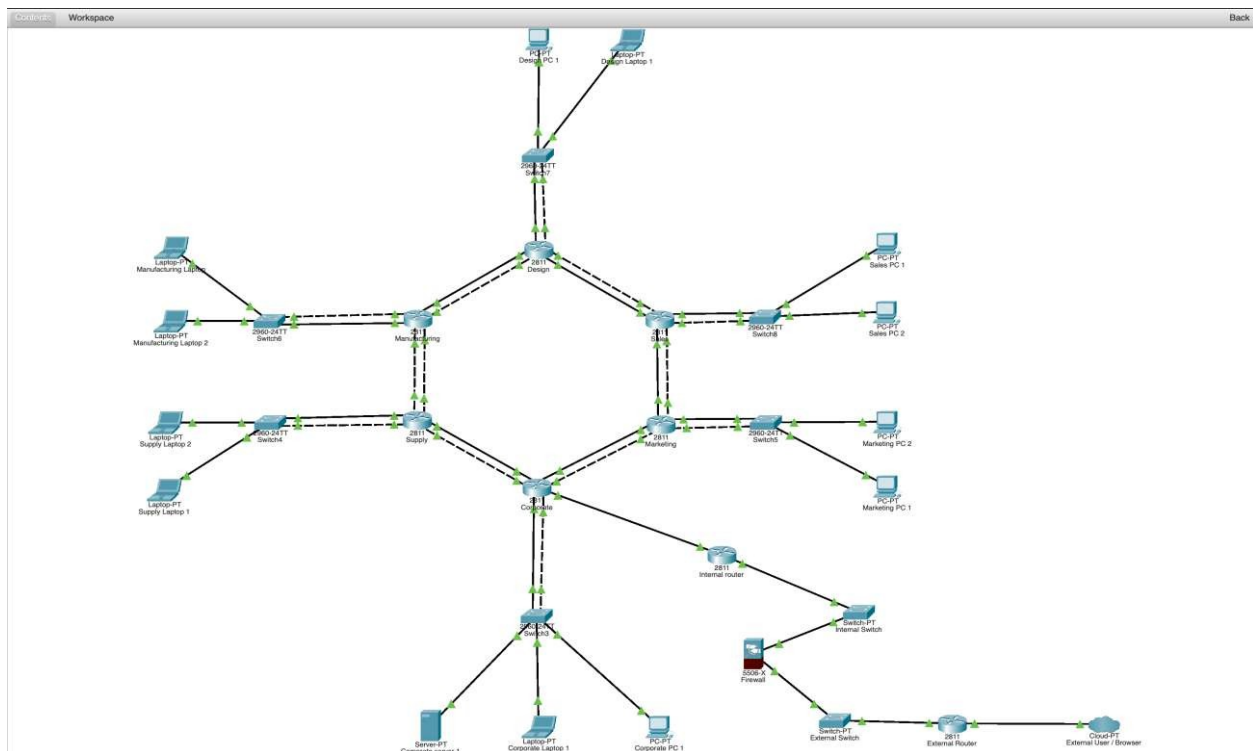 Contents Workspace Back
PC-PT
Design PC 1
Laptop-PT
Design Laptop 1
2960-24TT
Switch7
2811
Design
Laptop-PT
Manufacturing Laptop
Laptop-PT
Manufacturing Laptop 2
2960-24TT
Switch6
2811
Manufacturing
2811
Sales
2960-24TT
Switch8
PC-PT
Sales PC 1
PC-PT
Sales PC 2
Laptop-PT
Supply Laptop 2
2960-24TT
Switch4
Laptop-PT
Supply Laptop 1
2811
Supply
2811
Marketing
2960-24TT
Switch5
PC-PT
Marketing PC 2
PC-PT
Marketing PC 1
2811
Corporate
2811
Internal router
Switch-PT
Internal Switch
2960-24TT
Switch3
5506-X
Firewall
Server-PT
Corporate server 1
Laptop-PT
Corporate Laptop 1
PC-PT
Corporate PC 1
Switch-PT
External Switch
2811
External Router
Cloud-PT
External User / Browser